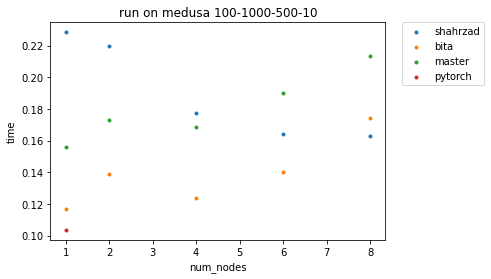 run on medusa 100-1000-500-10
shahrzad
bita
master
pytorch
0.22
0.20
0.18
0.16
0.14
0.12
0.10
time
1 2 3 4 5 6 7 8
num_nodes